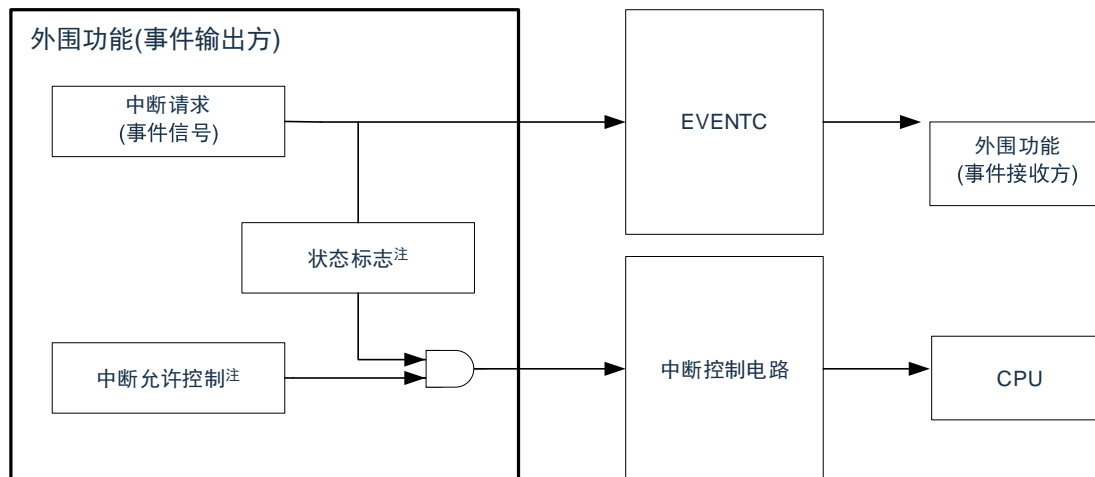 外围功能(事件输出方)
中断请求
(事件信号)
EVENTC
外围功能
(事件接收方)
状态标志注
中断允许控制注
中断控制电路
CPU